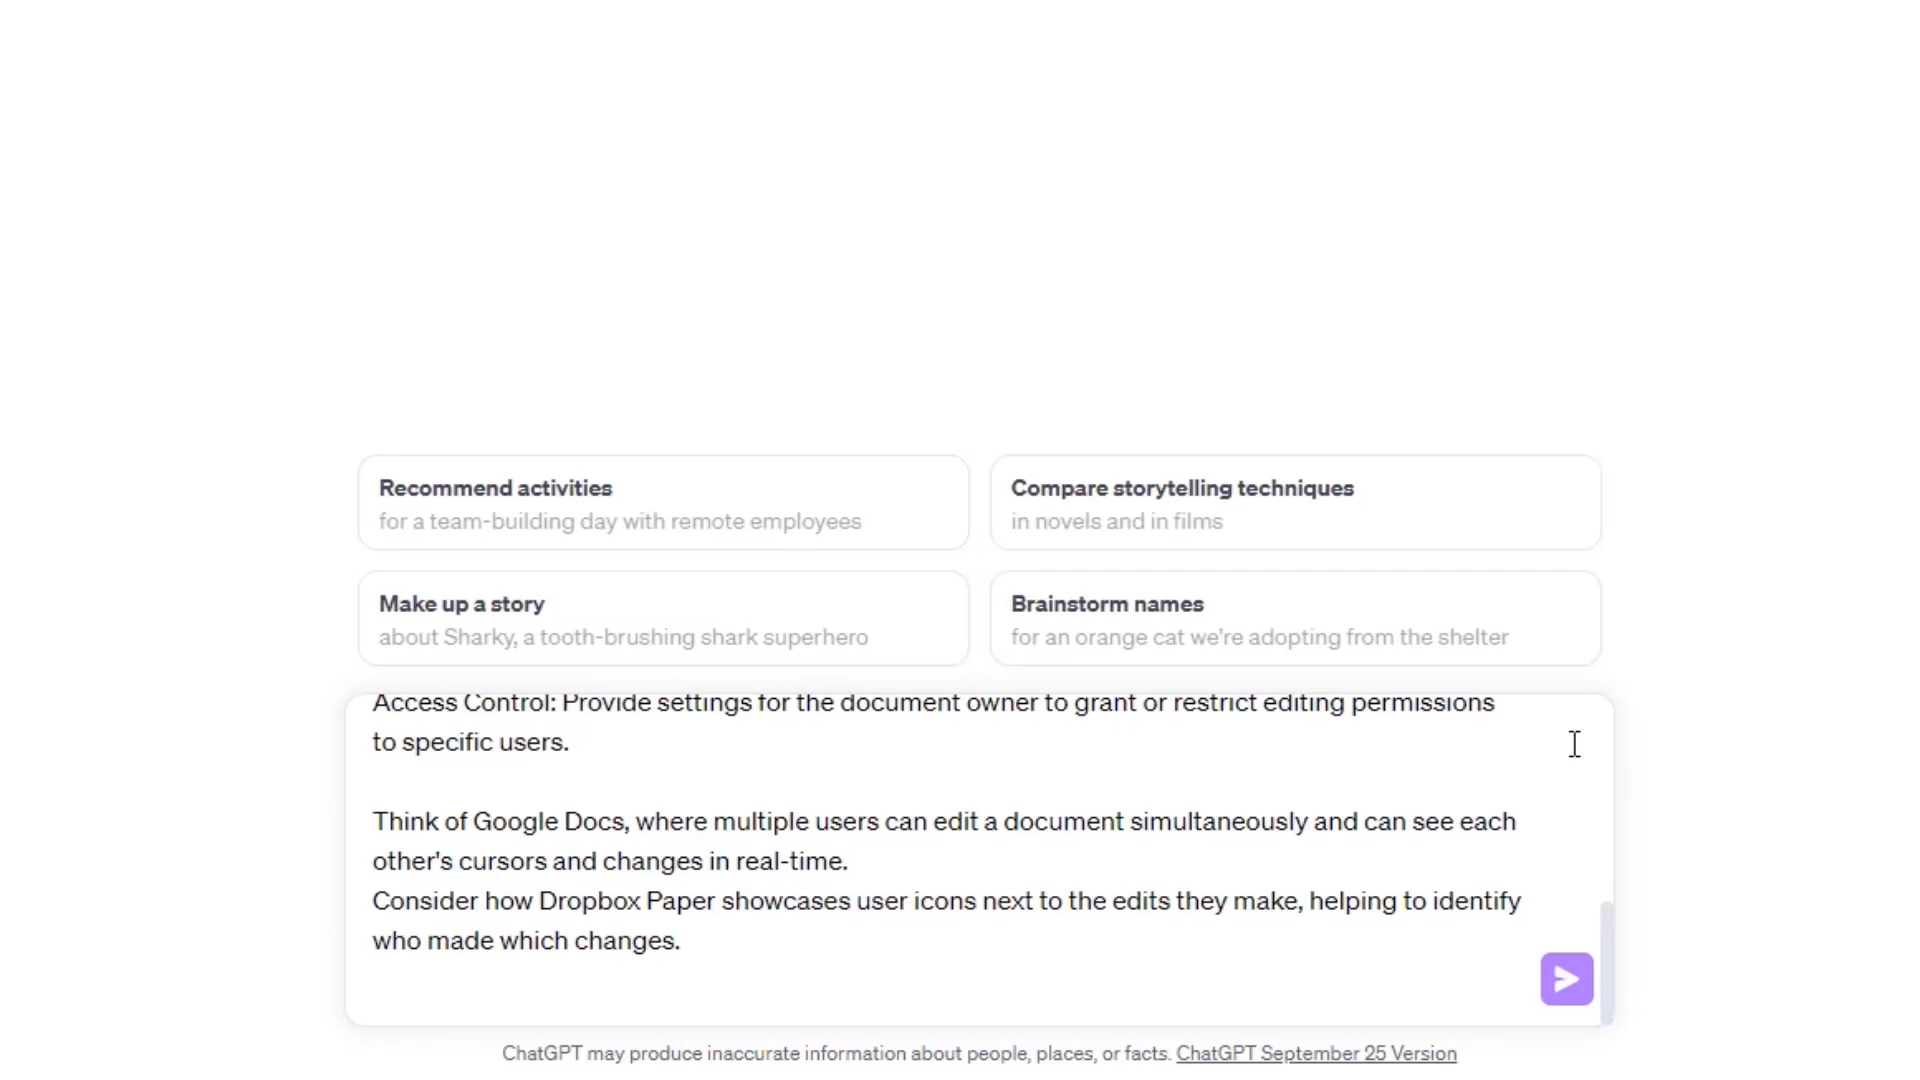 Recommend activities
for a team-building day with remote employees
Compare storytelling techniques
in novels and in films
Make up a story
about Sharky, a tooth-brushing shark superhero
Brainstorm names
for an orange cat we're adopting from the shelter
Access Control: Provide settings for the document owner to grant or restrict editing permissions
to specific users.
Think of Google Docs, where multiple users can edit a document simultaneously and can see each
other's cursors and changes in real-time.
Consider how Dropbox Paper showcases user icons next to the edits they make, helping to identify
who made which changes.
ChatGPT may produce inaccurate information about people, places, or facts. ChatGPT September 25 Version